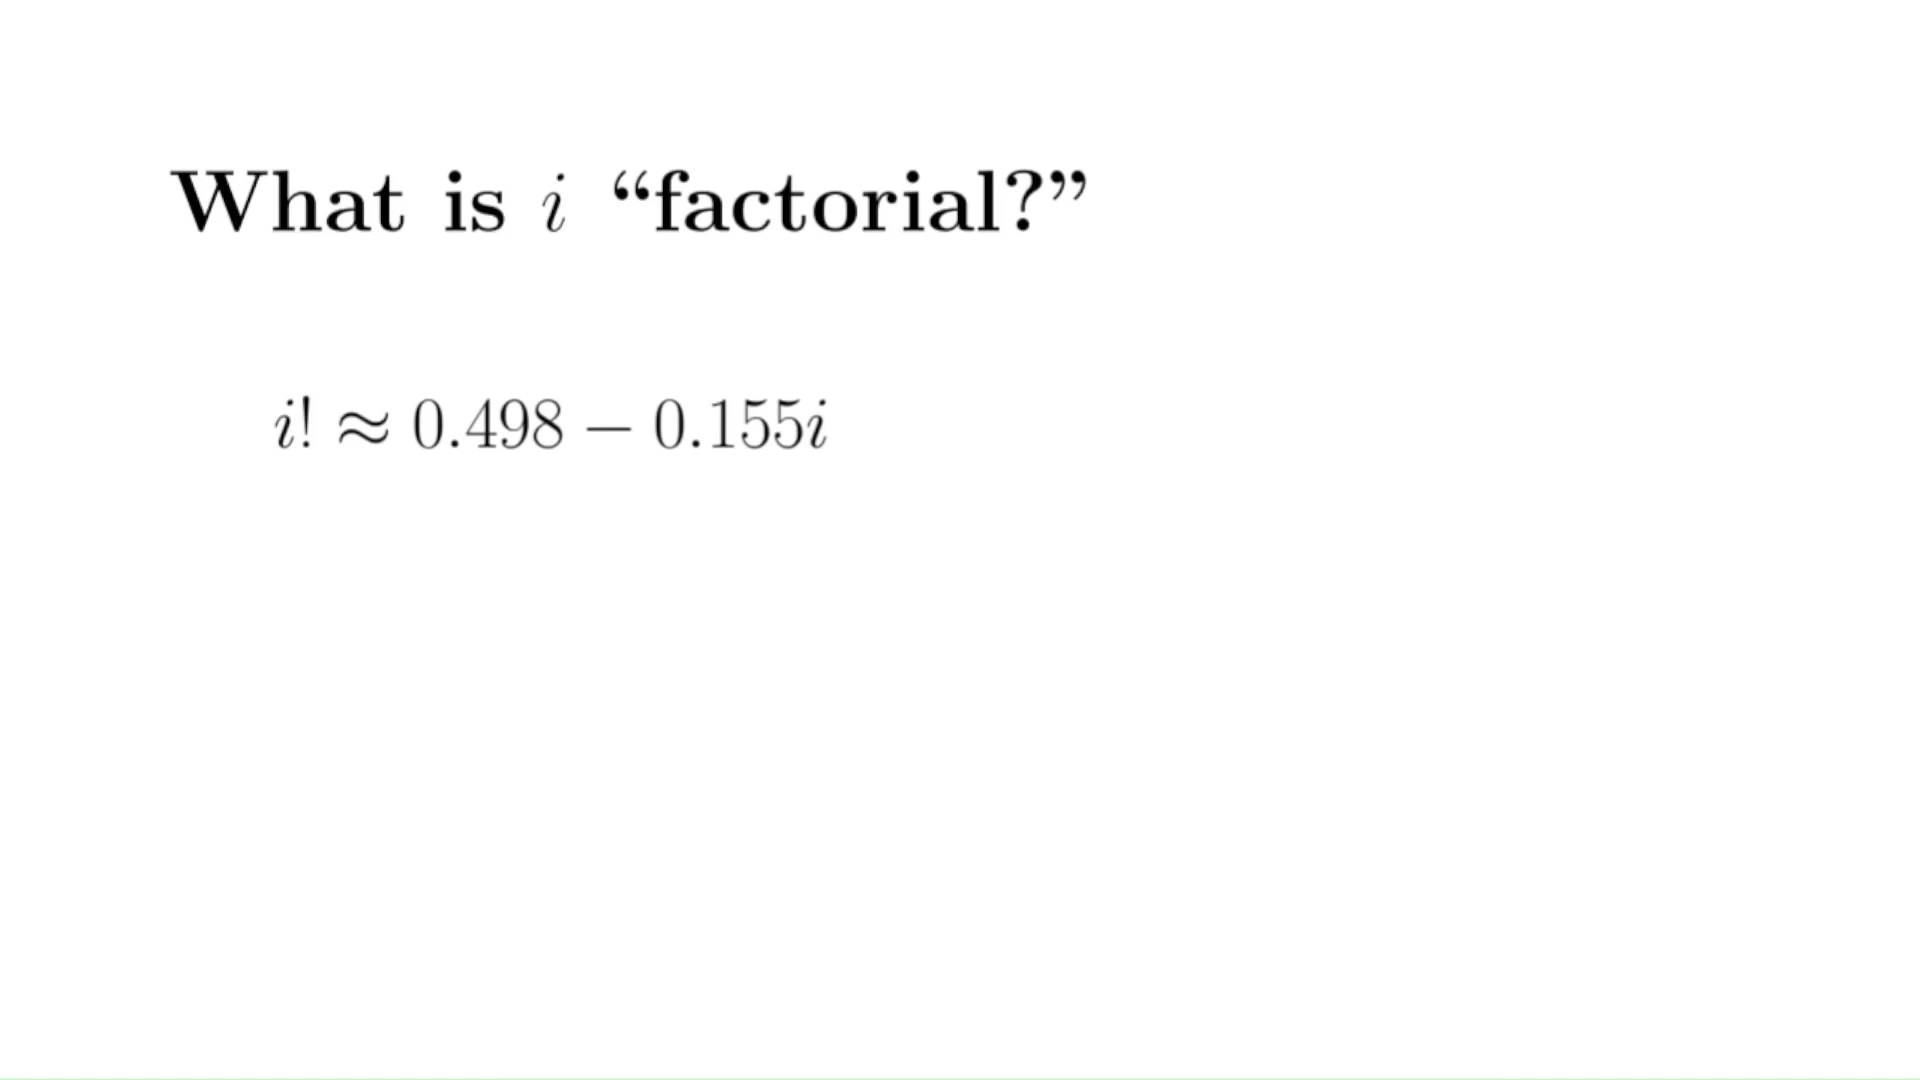 What is i “factorial?”
i! ≈ 0.498 − 0.155i